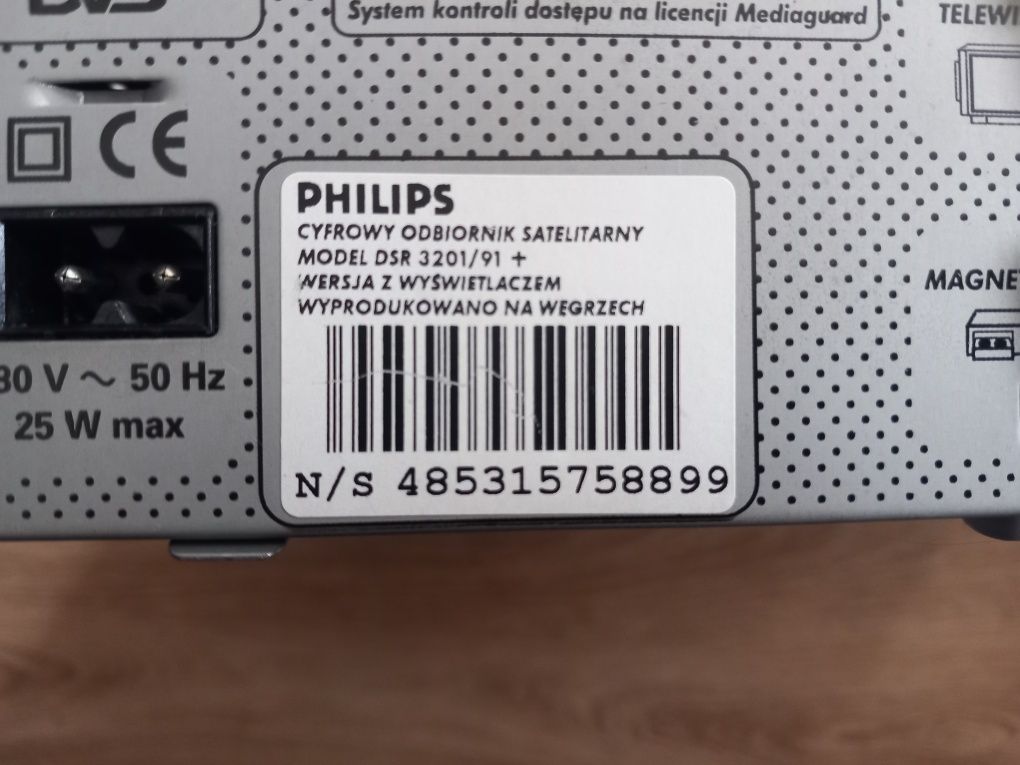 System kontroli dostępu na licencji Mediaguard
CE
PHILIPS
CYFROWY ODBIORNIK SATELITARNY
MODEL DSR 3201/91 +
WERSJA Z WYŚWIETLACZEM
WYPRODUKOWANO NA WĘGRZECH
N/S 485315758899
30 V ~ 50 Hz
25 W max
TELEWI
MAGNE